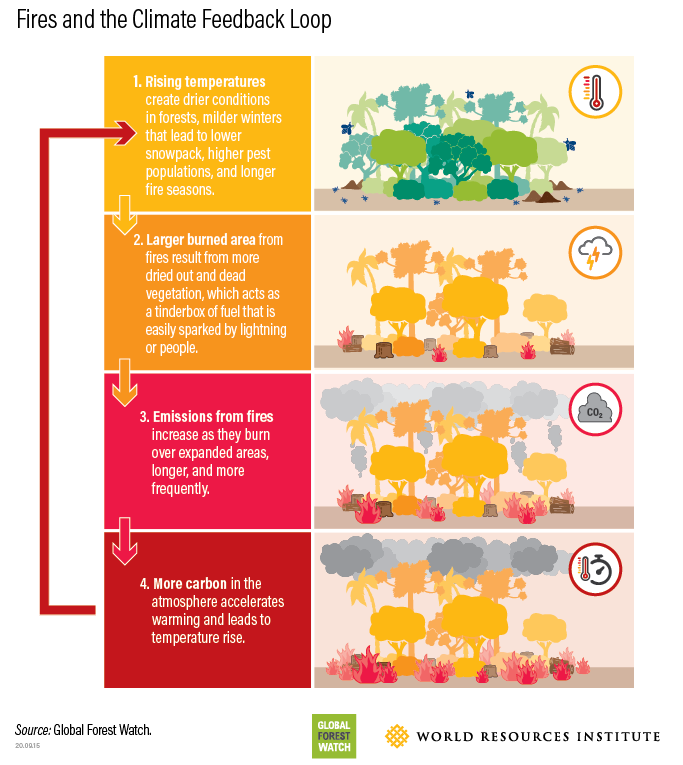 Fires and the Climate Feedback Loop
1. Rising temperatures
create drier conditions
in forests, milder winters
that lead to lower
snowpack, higher pest
populations, and longer
fire seasons.
2. Larger burned area from
fires result from more
dried out and dead
vegetation, which acts as
a tinderbox of fuel that is
easily sparked by lightning
or people.
3. Emissions from fires
increase as they burn
over expanded areas,
longer, and more
frequently.
CO₂
4. More carbon in the
atmosphere accelerates
warming and leads to
temperature rise.
Source: Global Forest Watch.
20.09.15
GLOBAL
FOREST
WATCH
WORLD RESOURCES INSTITUTE